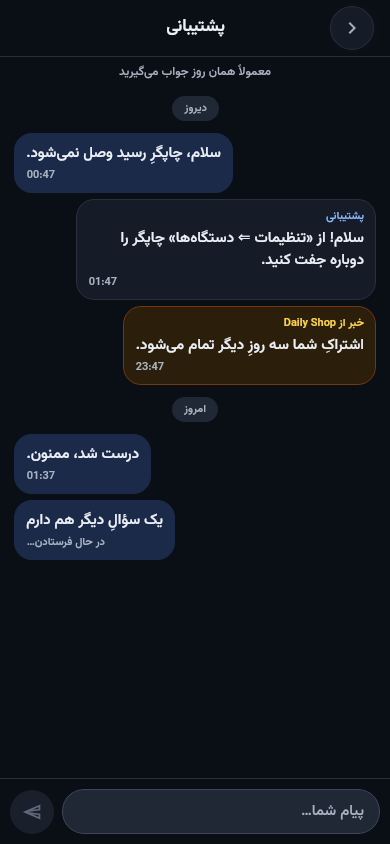 پشتیبانی
معمولاً همان روز جواب می‌گیرید
دیروز
سلام، چاپگرِ رسید وصل نمی‌شود.
00:47
پشتیبانی
سلام! از «تنظیمات ⇐ دستگاه‌ها» چاپگر را
دوباره جفت کنید.
01:47
خبر از Daily Shop
اشتراکِ شما سه روزِ دیگر تمام می‌شود.
23:47
امروز
درست شد، ممنون.
01:37
یک سؤالِ دیگر هم دارم
در حال فرستادن…
پیام شما…